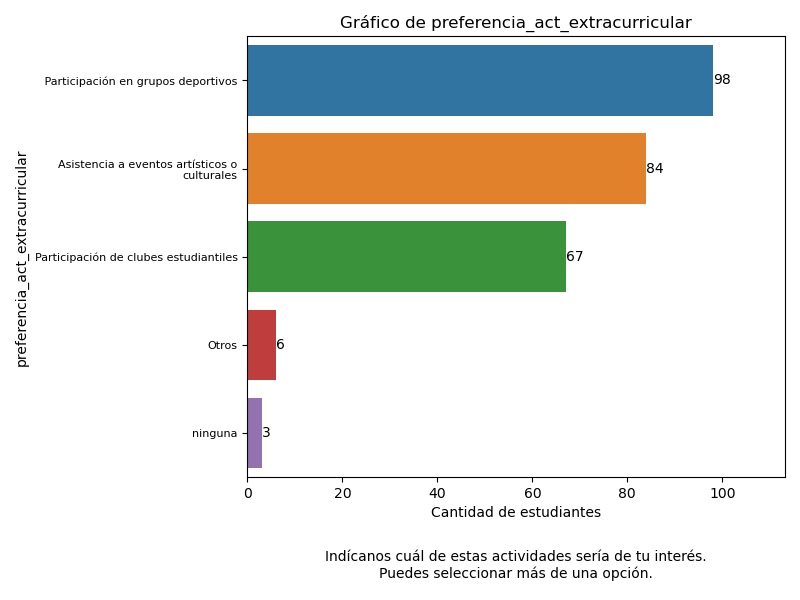 Gráfico de preferencia_act_extracurricular
preferencia_act_extracurricular
Participación en grupos deportivos
98
Asistencia a eventos artísticos o
culturales
84
Participación de clubes estudiantiles
67
Otros
6
ninguna
3
0 20 40 60 80 100
Cantidad de estudiantes
Indícanos cuál de estas actividades sería de tu interés.
Puedes seleccionar más de una opción.